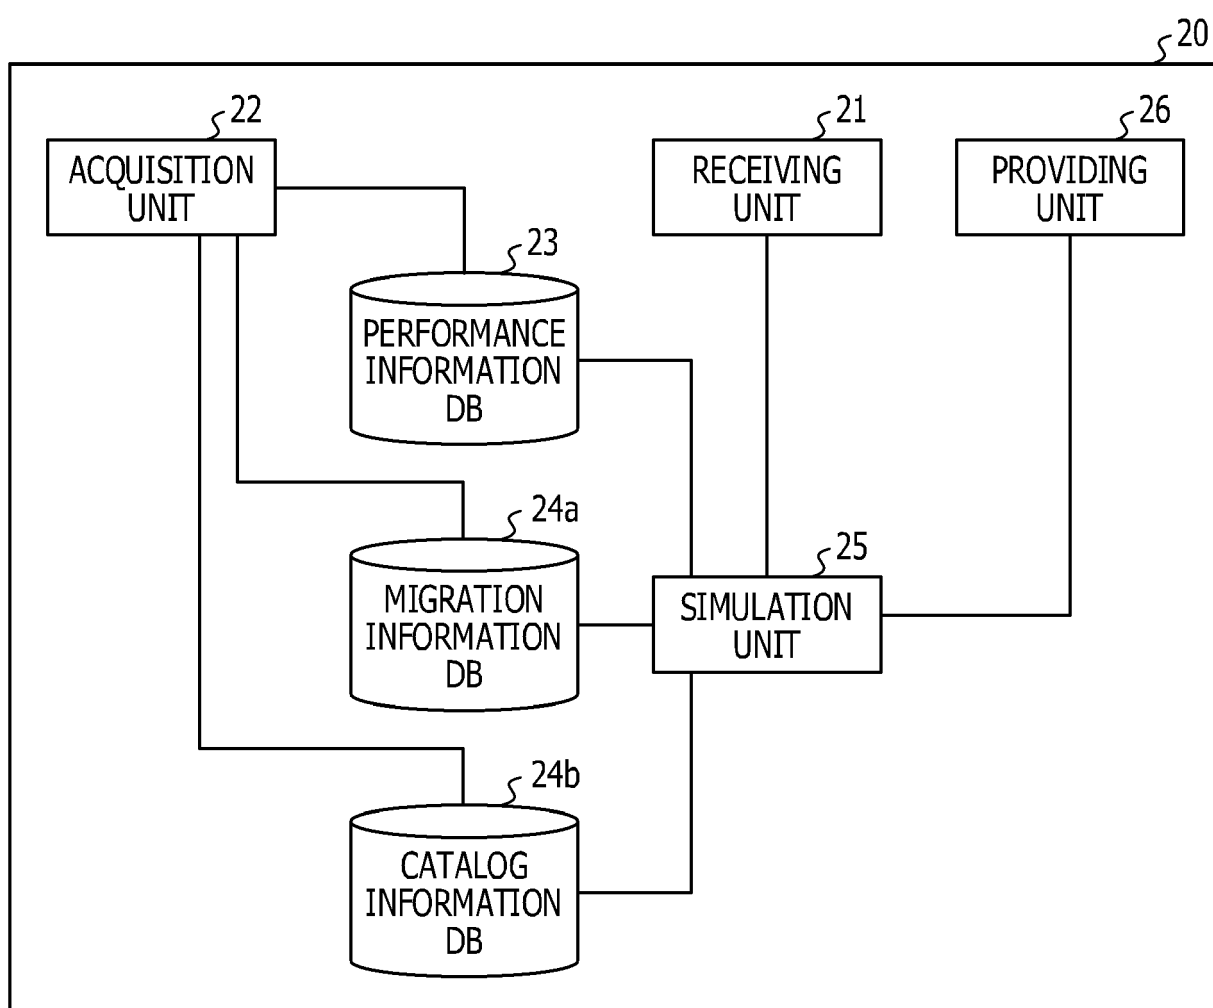 20
22
ACQUISITION
UNIT
21
RECEIVING
UNIT
26
PROVIDING
UNIT
23
PERFORMANCE
INFORMATION
DB
24a
MIGRATION
INFORMATION
DB
25
SIMULATION
UNIT
24b
CATALOG
INFORMATION
DB